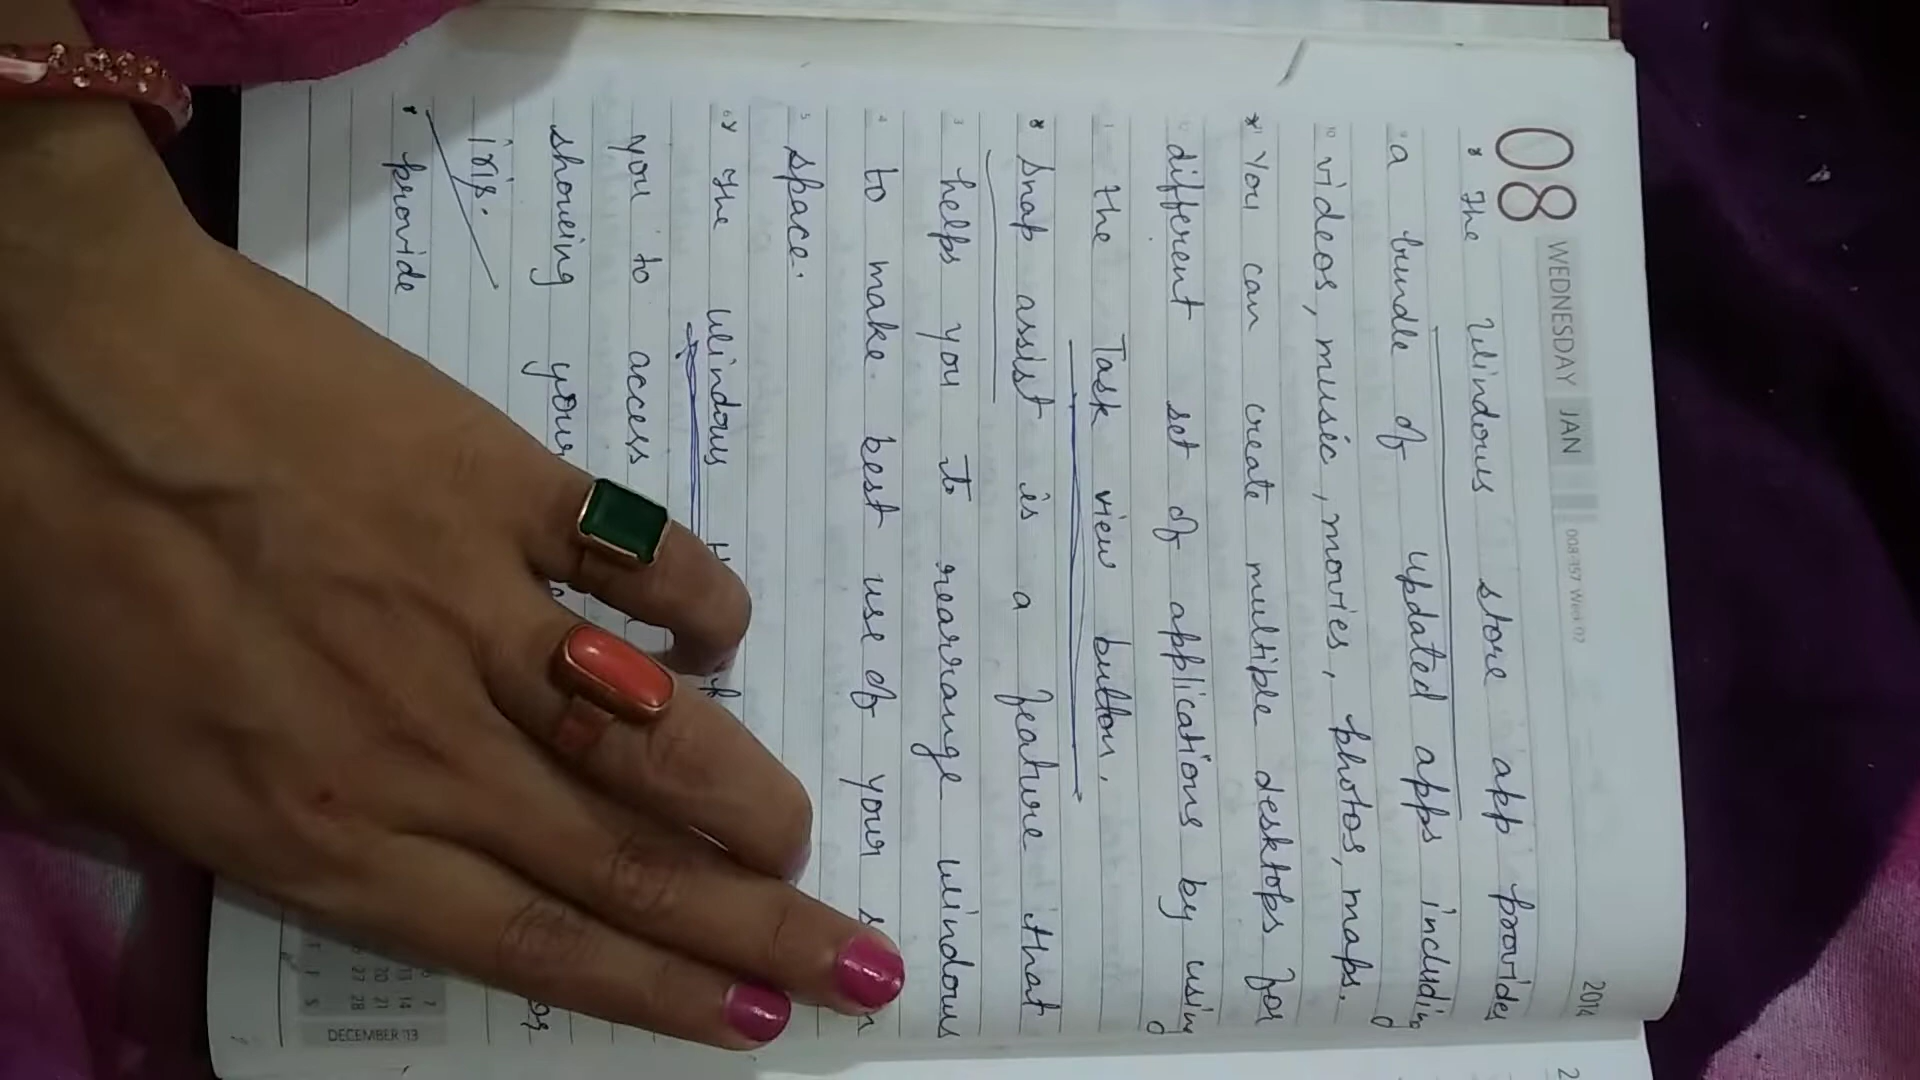 08 WEDNESDAY JAN 2014
008-357 Week 02
* The Windows store app provides
a bundle of updated apps including
videos, music, movies, photos, maps.
* You can create multiple desktops for
different set of applications by using
the Task view button.
* Snap assist is a feature that
helps you to rearrange windows
to make best use of your
space.
* The Windows
you to access
showing your
iris.
* provide
DECEMBER '13